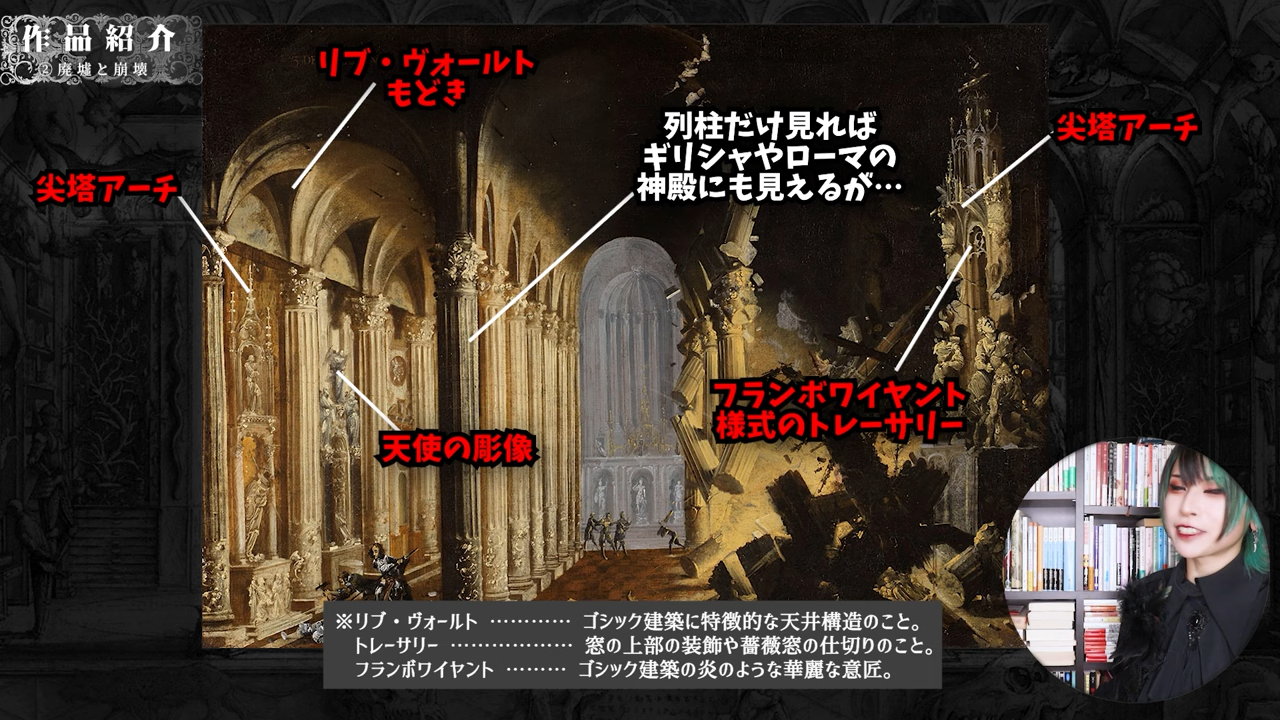 作品紹介
②廃墟と崩壊
リブ・ヴォールト
もどき
尖塔アーチ
列柱だけ見れば
ギリシャやローマの
神殿にも見えるが…
尖塔アーチ
天使の彫像
フランボワイヤント
様式のトレーサリー
※リブ・ヴォールト ………… ゴシック建築に特徴的な天井構造のこと。
トレーサリー ……………… 窓の上部の装飾や薔薇窓の仕切りのこと。
フランボワイヤント ……… ゴシック建築の炎のような華麗な意匠。